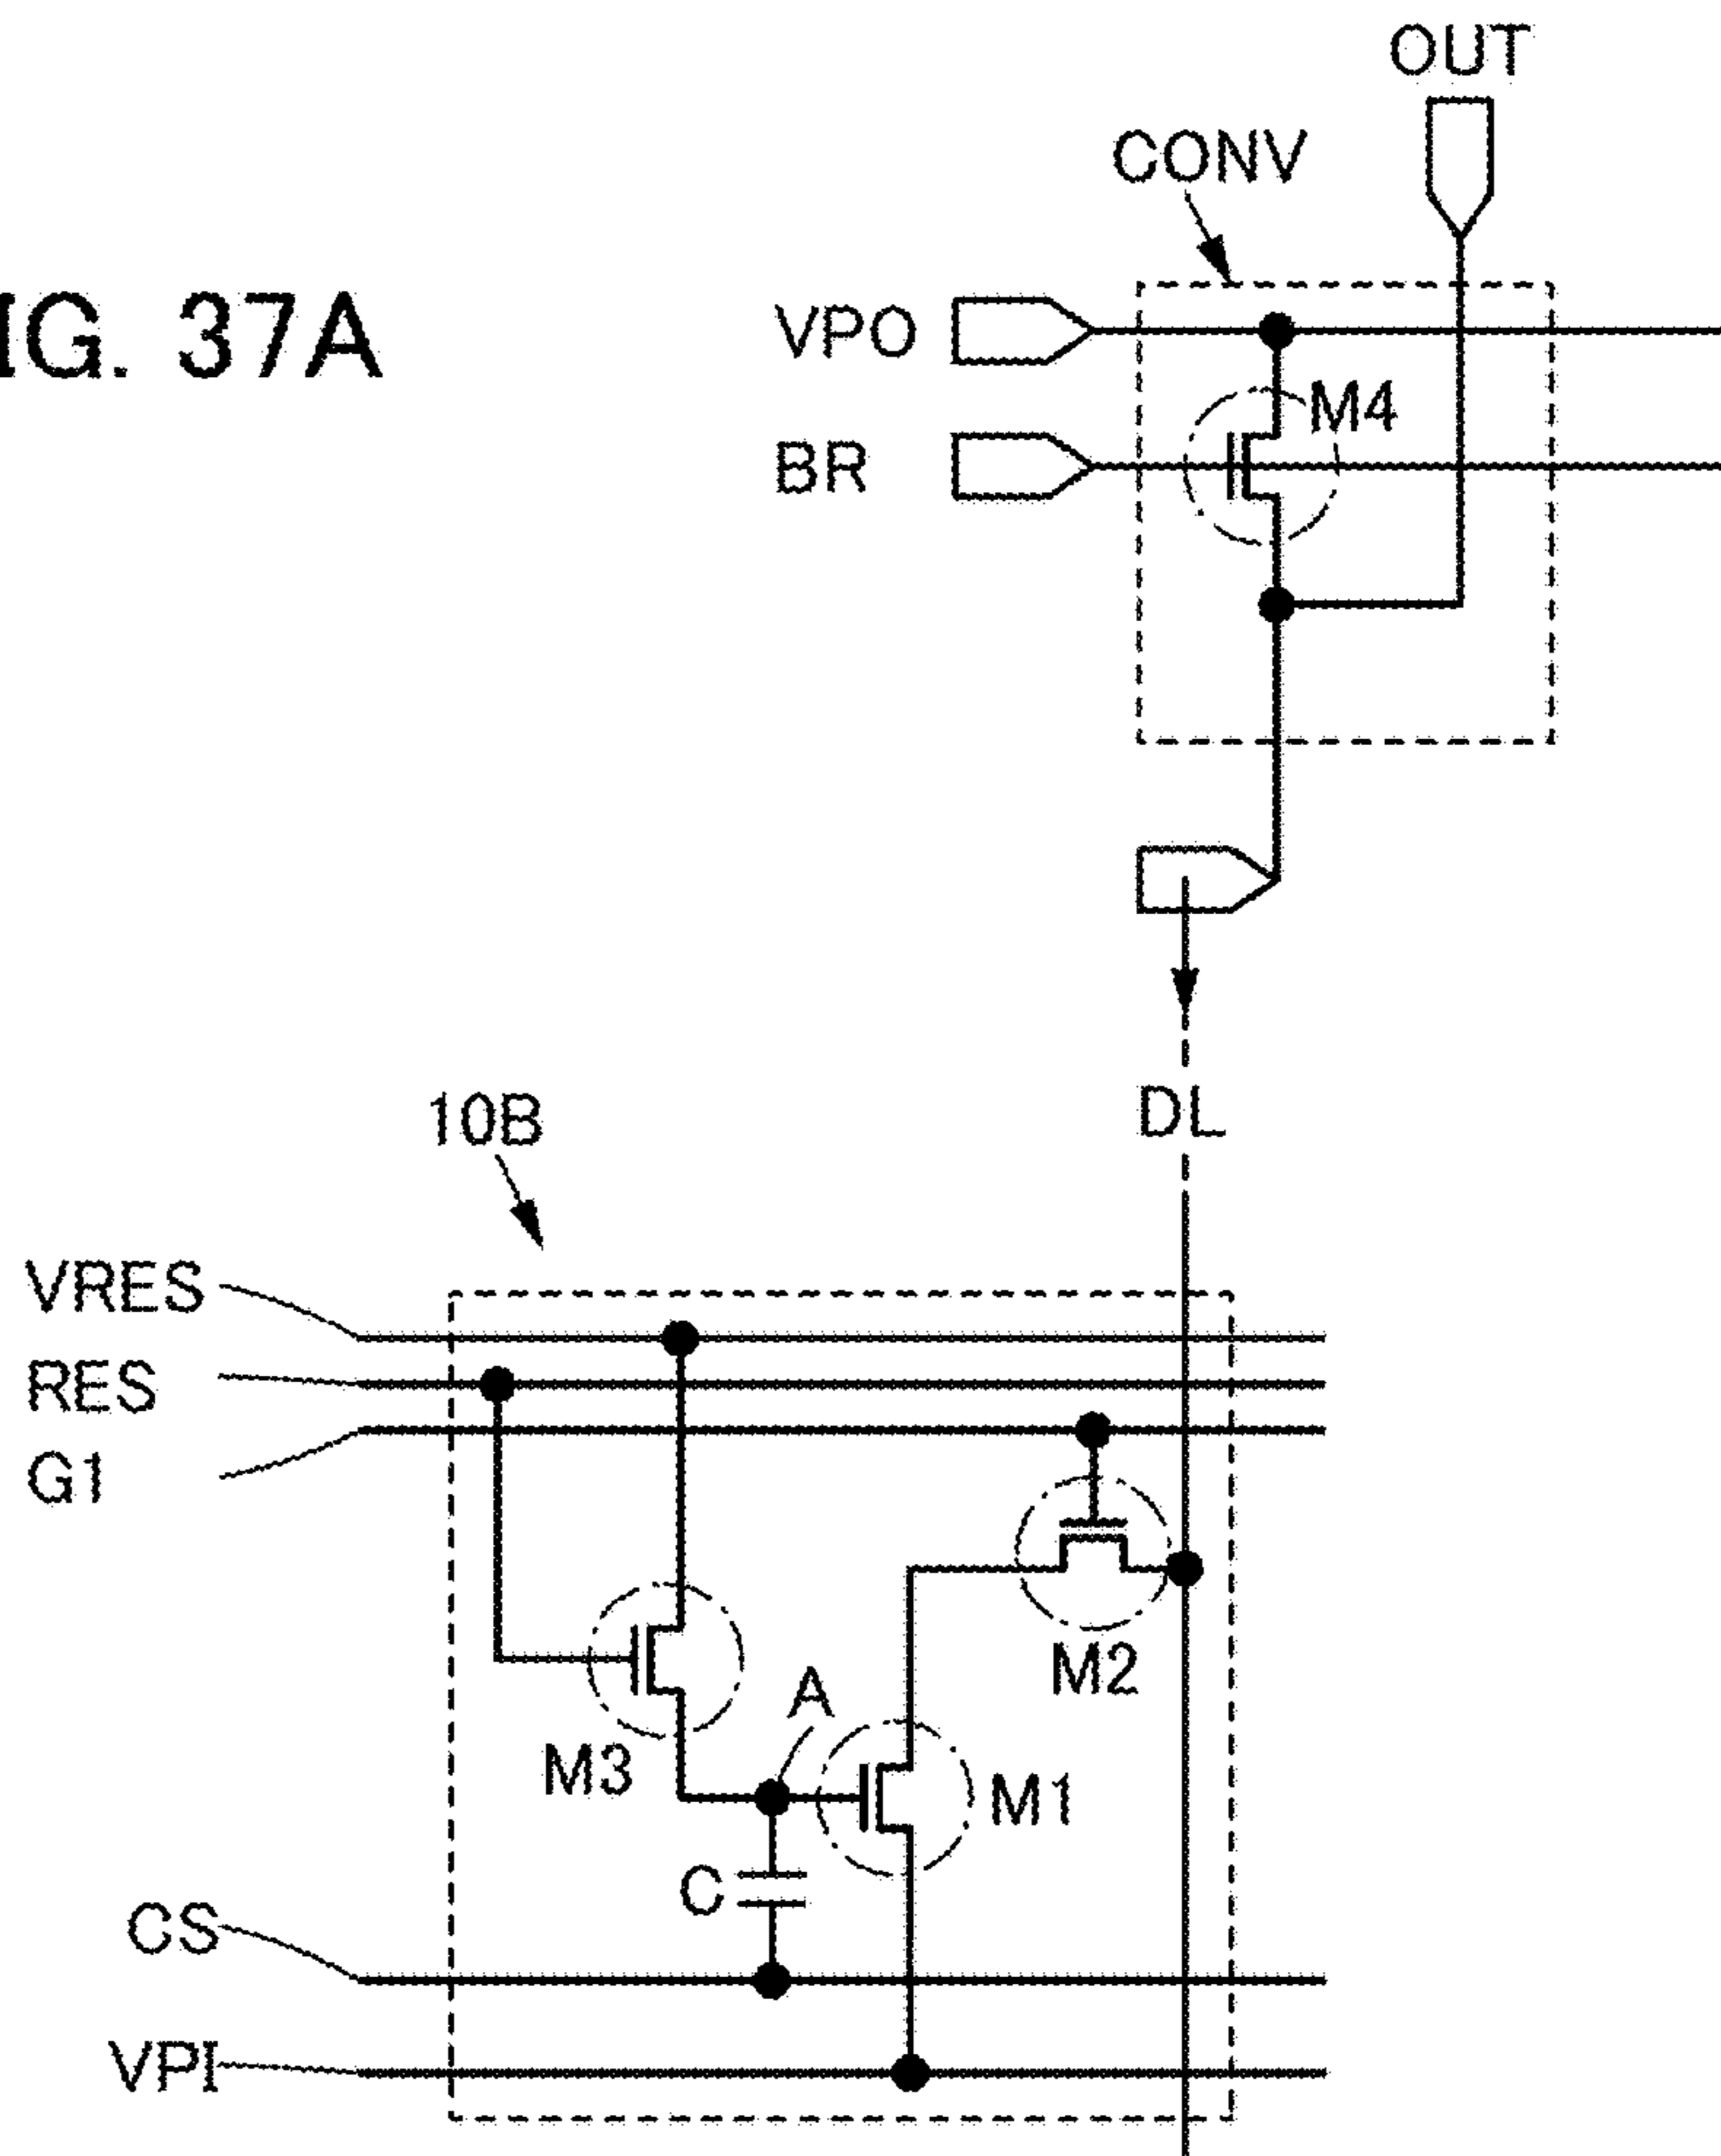 OUT
CONV
IG. 37A
VPO
M4
BR
DL
10B
VRES
RES
G1
M2
A
M3
M1
C
CS
VPI